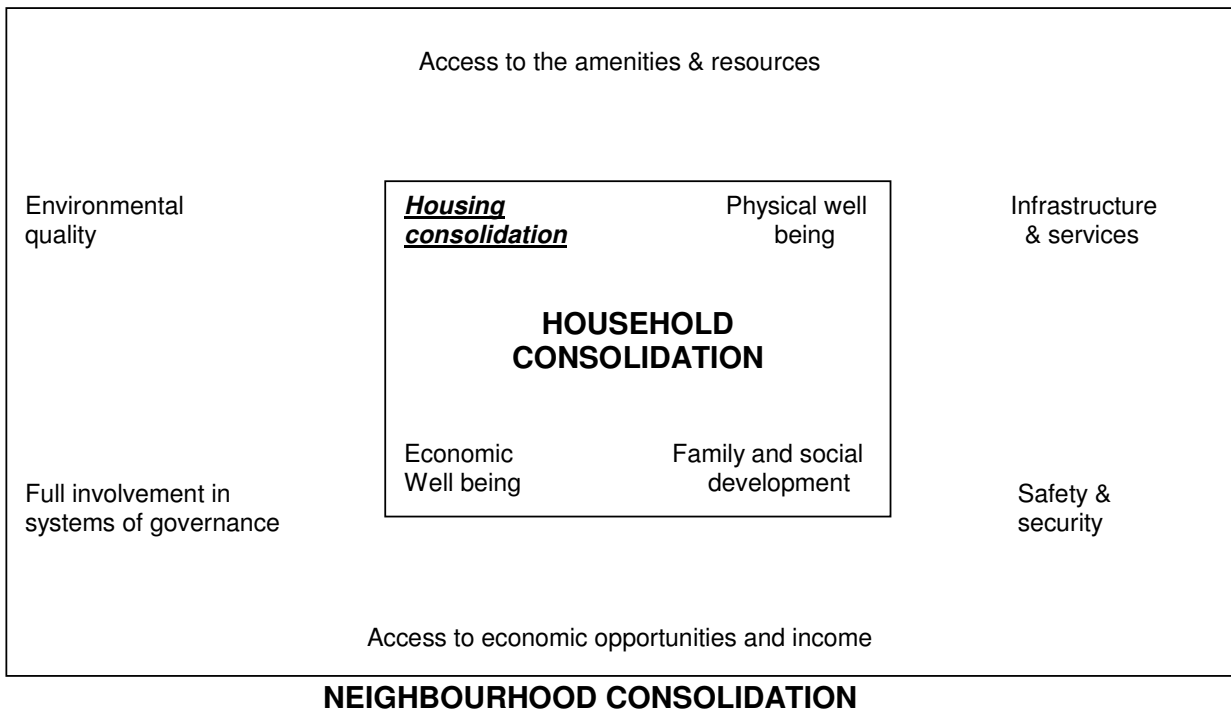 Access to the amenities & resources
Environmental
quality
Housing
consolidation
Physical well
being
Infrastructure
& services
HOUSEHOLD
CONSOLIDATION
Economic
Well being
Family and social
development
Full involvement in
systems of governance
Safety &
security
Access to economic opportunities and income
NEIGHBOURHOOD CONSOLIDATION